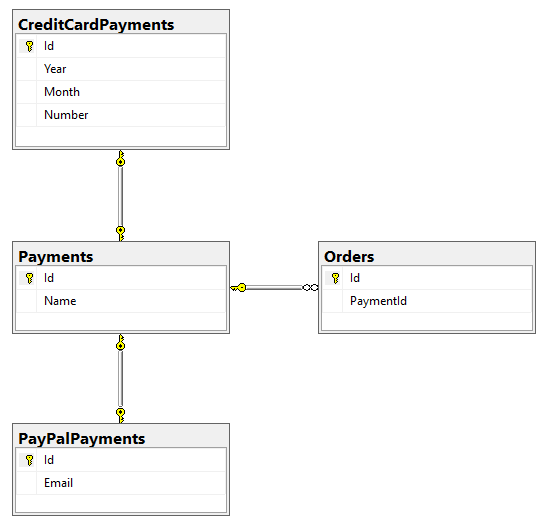 CreditCardPayments
Id
Year
Month
Number
Payments
Id
Name
Orders
Id
PaymentId
PayPalPayments
Id
Email